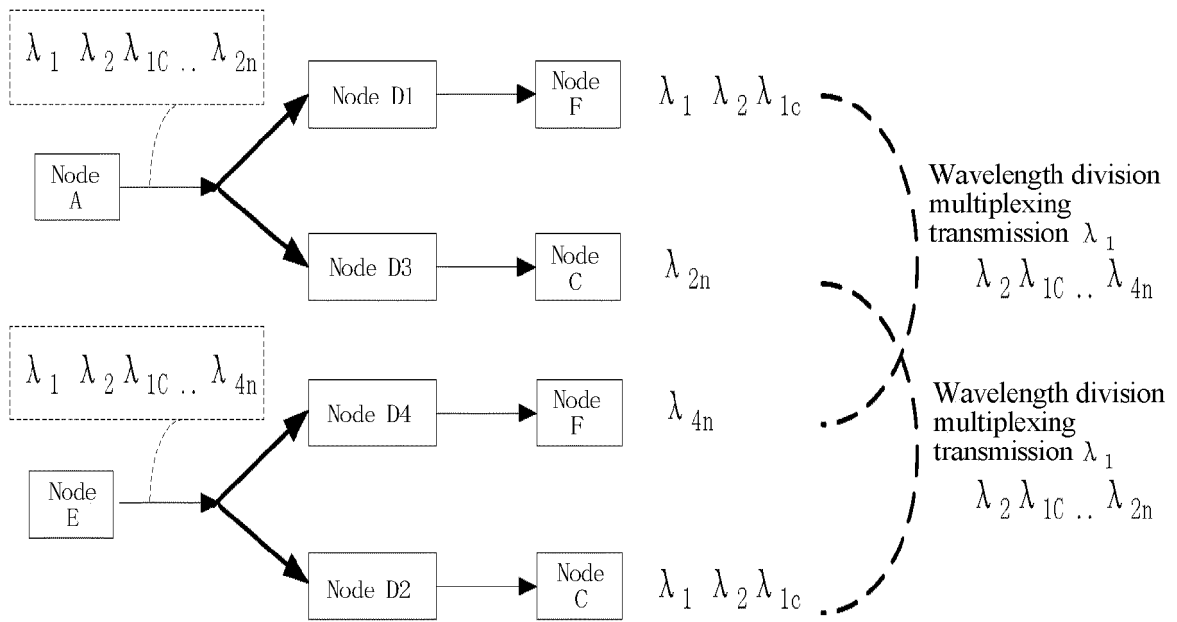 λ1 λ2 λ1C .. λ2n
Node D1
Node
F
λ1 λ2 λ1c
Node
A
Wavelength division
multiplexing
transmission λ1
λ2 λ1C .. λ4n
Node D3
Node
C
λ2n
λ1 λ2 λ1C .. λ4n
Node D4
Node
F
λ4n
Wavelength division
multiplexing
transmission λ1
λ2 λ1C .. λ2n
Node
E
Node D2
Node
C
λ1 λ2 λ1c